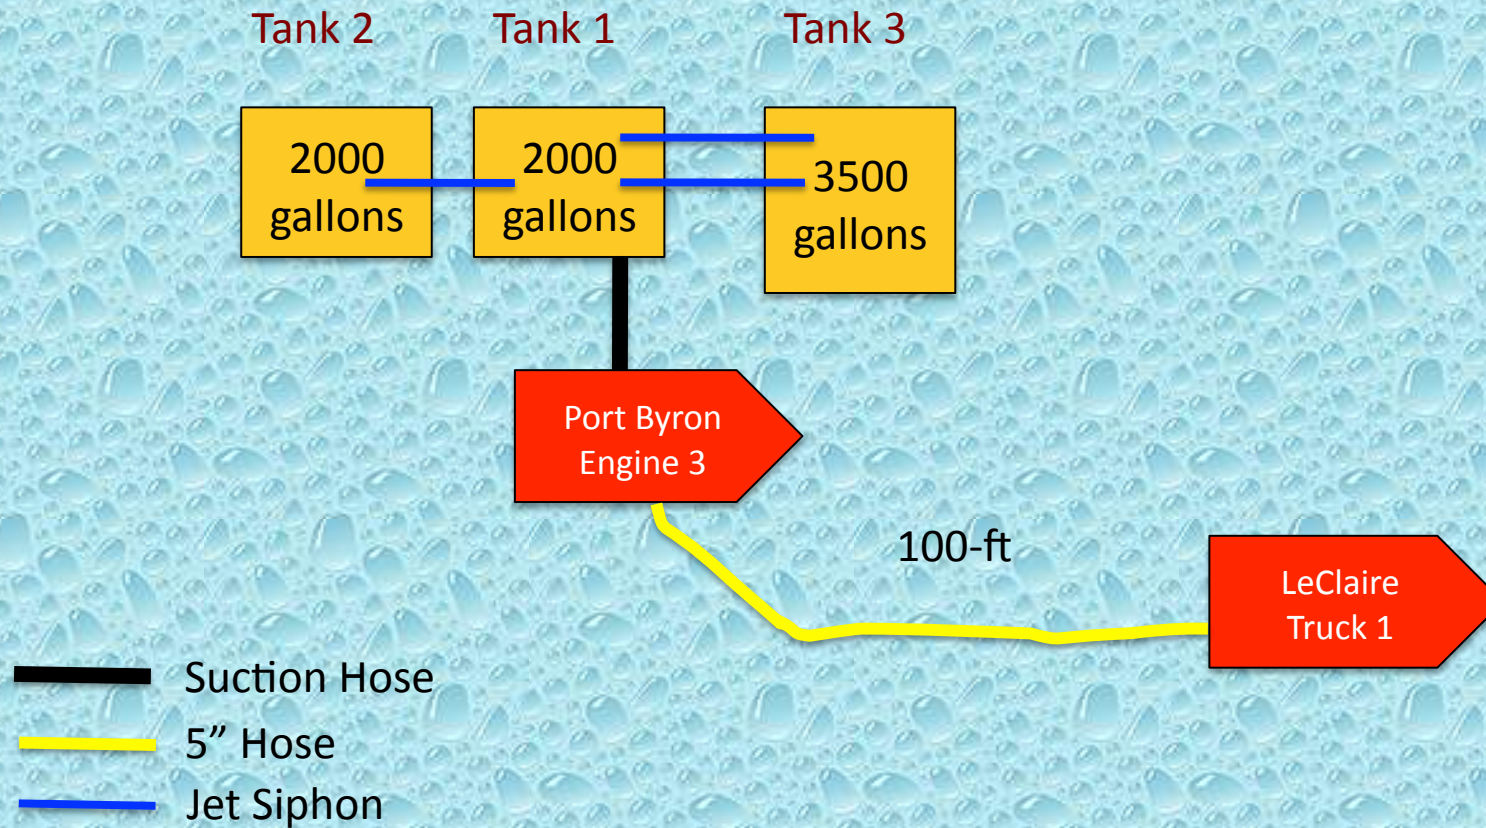 Tank 2
Tank 1
Tank 3
2000
gallons
2000
gallons
3500
gallons
Port Byron
Engine 3
100-ft
LeClaire
Truck 1
Suction Hose
5” Hose
Jet Siphon